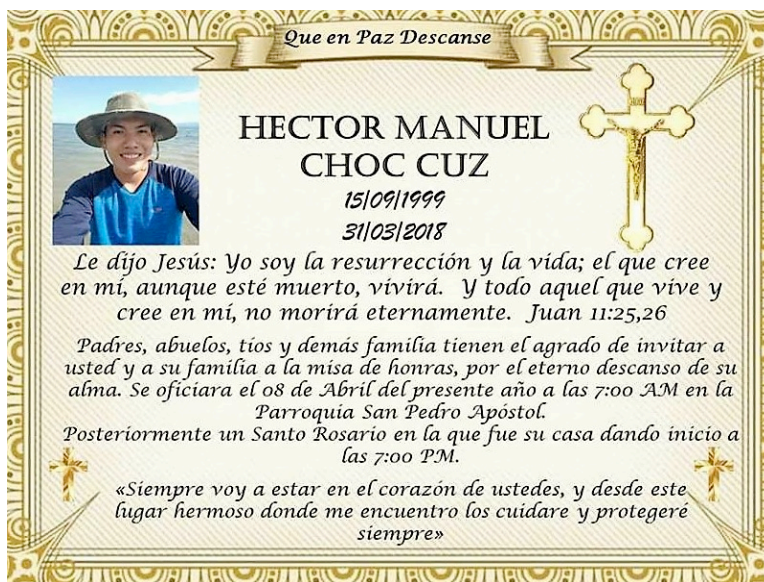 Que en Paz Descanse
INRI
HECTOR MANUEL
CHOC CUZ
15/09/1999
31/03/2018
Le dijo Jesús: Yo soy la resurrección y la vida; el que cree
en mí, aunque esté muerto, vivirá. Y todo aquel que vive y
cree en mí, no morirá eternamente. Juan 11:25,26
Padres, abuelos, tios y demás familia tienen el agrado de invitar a
usted y a su familia a la misa de honras, por el eterno descanso de su
alma. Se oficiara el 08 de Abril del presente año a las 7:00 AM en la
Parroquia San Pedro Apóstol.
Posteriormente un Santo Rosario en la que fue su casa dando inicio a
las 7:00 PM.
«Siempre voy a estar en el corazón de ustedes, y desde este
lugar hermoso donde me encuentro los cuidare y protegeré
siempre»